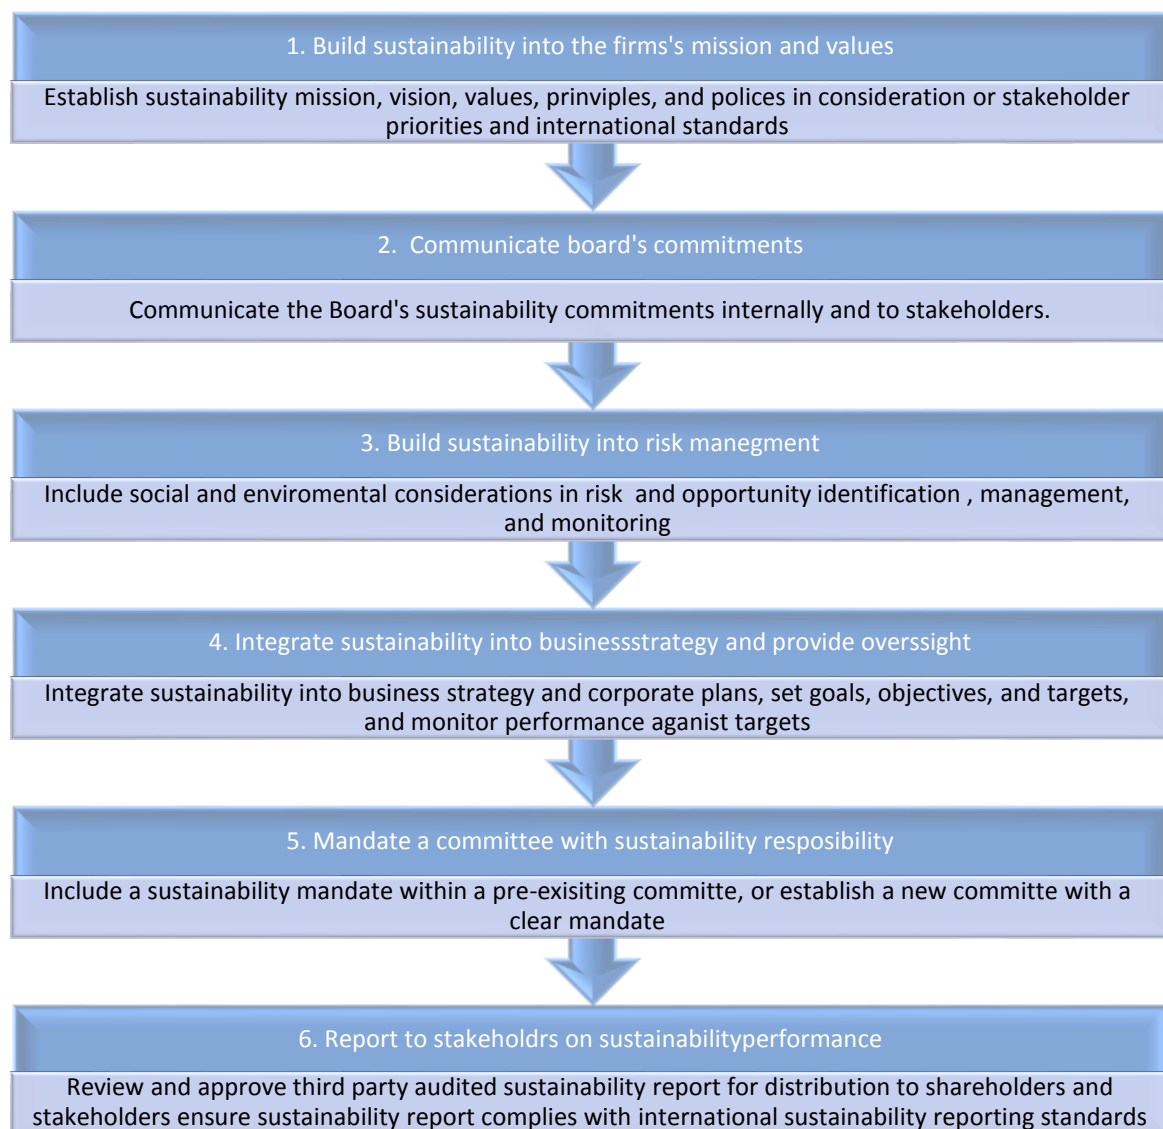 1. Build sustainability into the firms's mission and values
Establish sustainability mission, vision, values, prinviples, and polices in consideration or stakeholder
priorities and international standards
2.  Communicate board's commitments
Communicate the Board's sustainability commitments internally and to stakeholders.
3. Build sustainability into risk manegment
Include social and enviromental considerations in risk  and opportunity identification , management,
and monitoring
4. Integrate sustainability into businessstrategy and provide overssight
Integrate sustainability into business strategy and corporate plans, set goals, objectives, and targets,
and monitor performance aganist targets
5. Mandate a committee with sustainability resposibility
Include a sustainability mandate within a pre-exisiting committe, or establish a new committe with a
clear mandate
6. Report to stakeholdrs on sustainabilityperformance
Review and approve third party audited sustainability report for distribution to shareholders and
stakeholders ensure sustainability report complies with international sustainability reporting standards